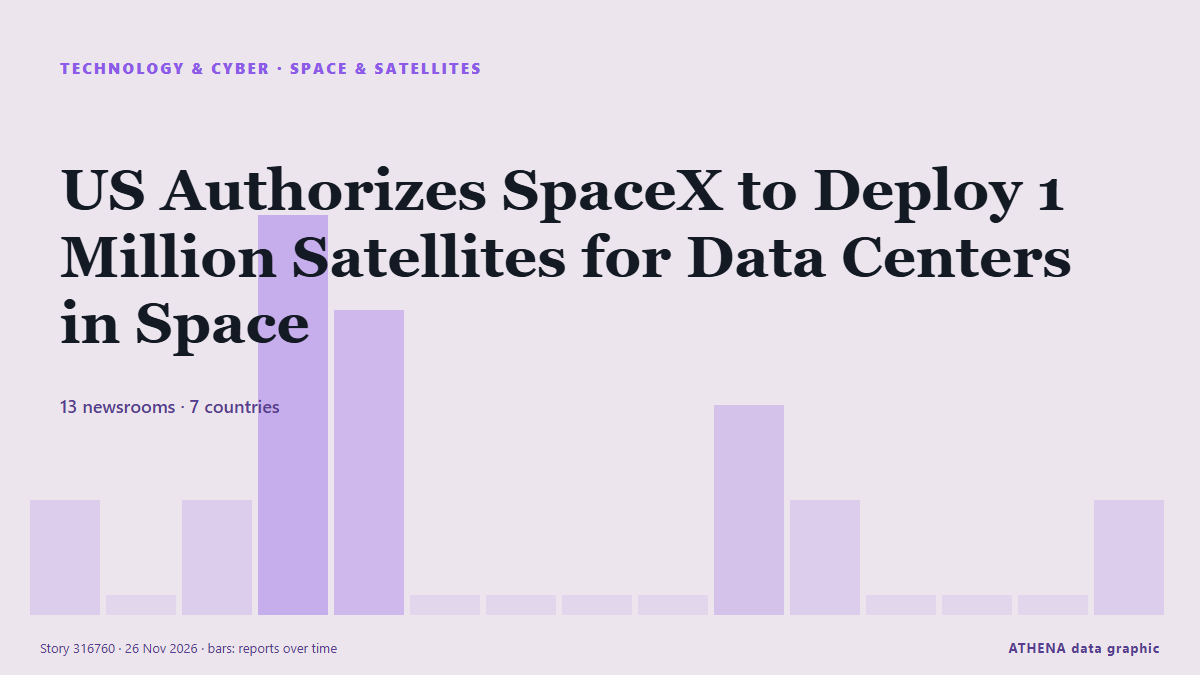 TECHNOLOGY & CYBER · SPACE & SATELLITES
US Authorizes SpaceX to Deploy 1
Million Satellites for Data Centers
in Space
13 newsrooms · 7 countries
Story 316760 · 26 Nov 2026 · bars: reports over time
ATHENA data graphic